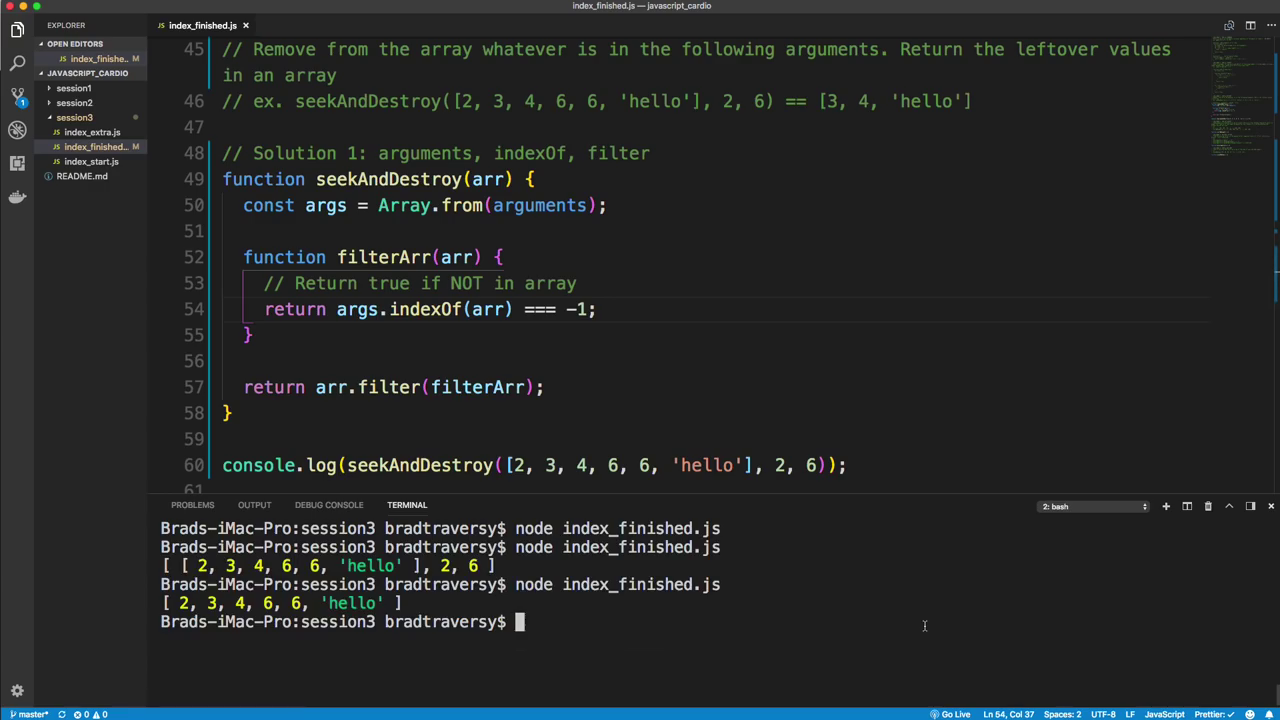 index_finished.js — javascript_cardio
EXPLORER
index_finished.js ×
OPEN EDITORS
index_finishe.. M
JAVASCRIPT_CARDIO
session1
session2
session3
index_extra.js
index_finished... M
index_start.js
README.md
1
45 // Remove from the array whatever is in the following arguments. Return the leftover values
in an array
46 // ex. seekAndDestroy([2, 3, 4, 6, 6, 'hello'], 2, 6) == [3, 4, 'hello']
47
48 // Solution 1: arguments, indexOf, filter
49 function seekAndDestroy(arr) {
50 const args = Array.from(arguments);
51
52 function filterArr(arr) {
53 // Return true if NOT in array
54 return args.indexOf(arr) === -1;
55 }
56
57 return arr.filter(filterArr);
58 }
59
60 console.log(seekAndDestroy([2, 3, 4, 6, 6, 'hello'], 2, 6));
61
PROBLEMS OUTPUT DEBUG CONSOLE TERMINAL 2: bash
Brads-iMac-Pro:session3 bradtraversy$ node index_finished.js
Brads-iMac-Pro:session3 bradtraversy$ node index_finished.js
[ [ 2, 3, 4, 6, 6, 'hello' ], 2, 6 ]
Brads-iMac-Pro:session3 bradtraversy$ node index_finished.js
[ 2, 3, 4, 6, 6, 'hello' ]
Brads-iMac-Pro:session3 bradtraversy$
master* 0 0 Go Live Ln 54, Col 37 Spaces: 2 UTF-8 LF JavaScript Prettier: ✓